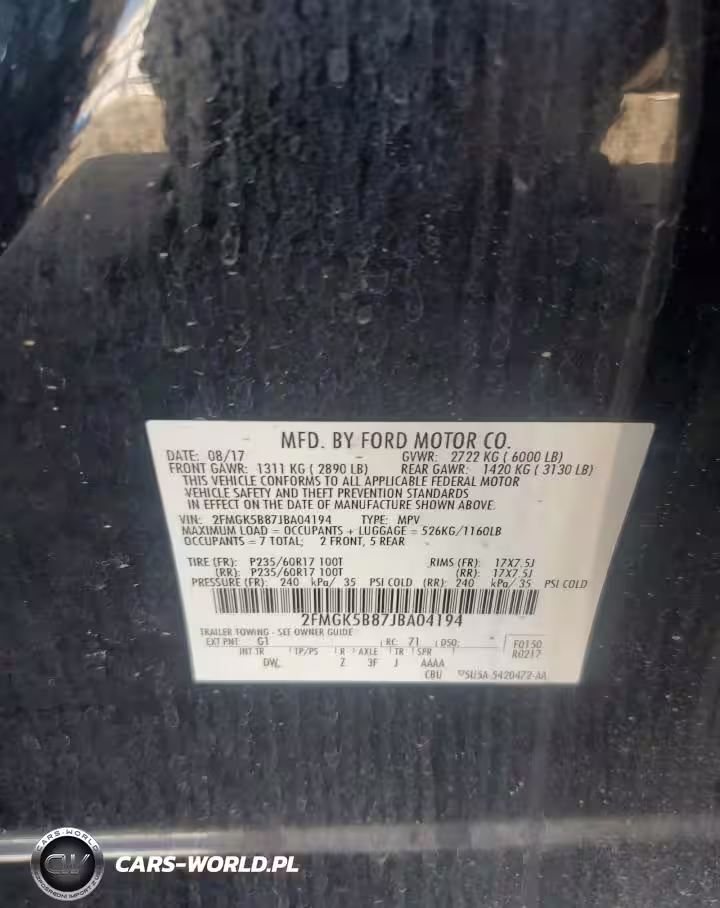 MFD. BY FORD MOTOR CO.
DATE: 08/17 GVWR: 2722 KG ( 6000 LB)
FRONT GAWR: 1311 KG ( 2890 LB) REAR GAWR: 1420 KG ( 3130 LB)
THIS VEHICLE CONFORMS TO ALL APPLICABLE FEDERAL MOTOR
VEHICLE SAFETY AND THEFT PREVENTION STANDARDS
IN EFFECT ON THE DATE OF MANUFACTURE SHOWN ABOVE.
VIN: 2FMGK5B87JBA04194 TYPE: MPV
MAXIMUM LOAD = OCCUPANTS + LUGGAGE = 526KG/1160LB
OCCUPANTS = 7 TOTAL; 2 FRONT, 5 REAR
TIRE (FR): P235/60R17 100T RIMS (FR): 17X7.5J
(RR): P235/60R17 100T (RR): 17X7.5J
PRESSURE (FR): 240 kPa/ 35 PSI COLD (RR): 240 kPa/ 35 PSI COLD
2FMGK5B87JBA04194
TRAILER TOWING - SEE OWNER GUIDE
EXT PNT: G1 RC: 71 DSO: F0150
R0217
INT TR TP/PS R AXLE TR SPR
DW Z 3F J AAAA
CBU 5U5A-5420472-AA
CARS-WORLD
CW
CARS-WORLD.PL